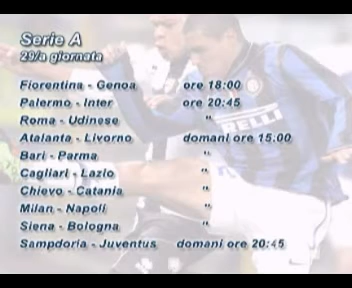 Serie A
29/a giornata
Fiorentina - Genoa ore 18:00
Palermo - Inter ore 20:45
Roma - Udinese "
Atalanta - Livorno domani ore 15:00
Bari - Parma "
Cagliari - Lazio "
Chievo - Catania "
Milan - Napoli "
Siena - Bologna "
Sampdoria - Juventus domani ore 20:45
PIRELLI